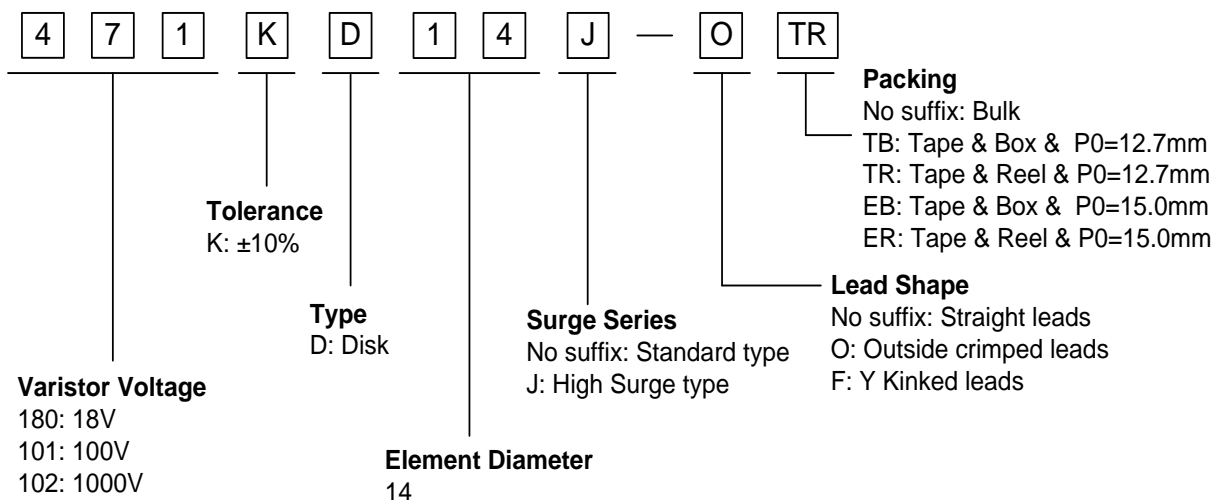 4 7 1 K D 1 4 J — O TR
Packing
No suffix: Bulk
TB: Tape & Box & P0=12.7mm
TR: Tape & Reel & P0=12.7mm
EB: Tape & Box & P0=15.0mm
ER: Tape & Reel & P0=15.0mm
Tolerance
K: ±10%
Lead Shape
No suffix: Straight leads
O: Outside crimped leads
F: Y Kinked leads
Type
D: Disk
Surge Series
No suffix: Standard type
J: High Surge type
Varistor Voltage
180: 18V
101: 100V
102: 1000V
Element Diameter
14